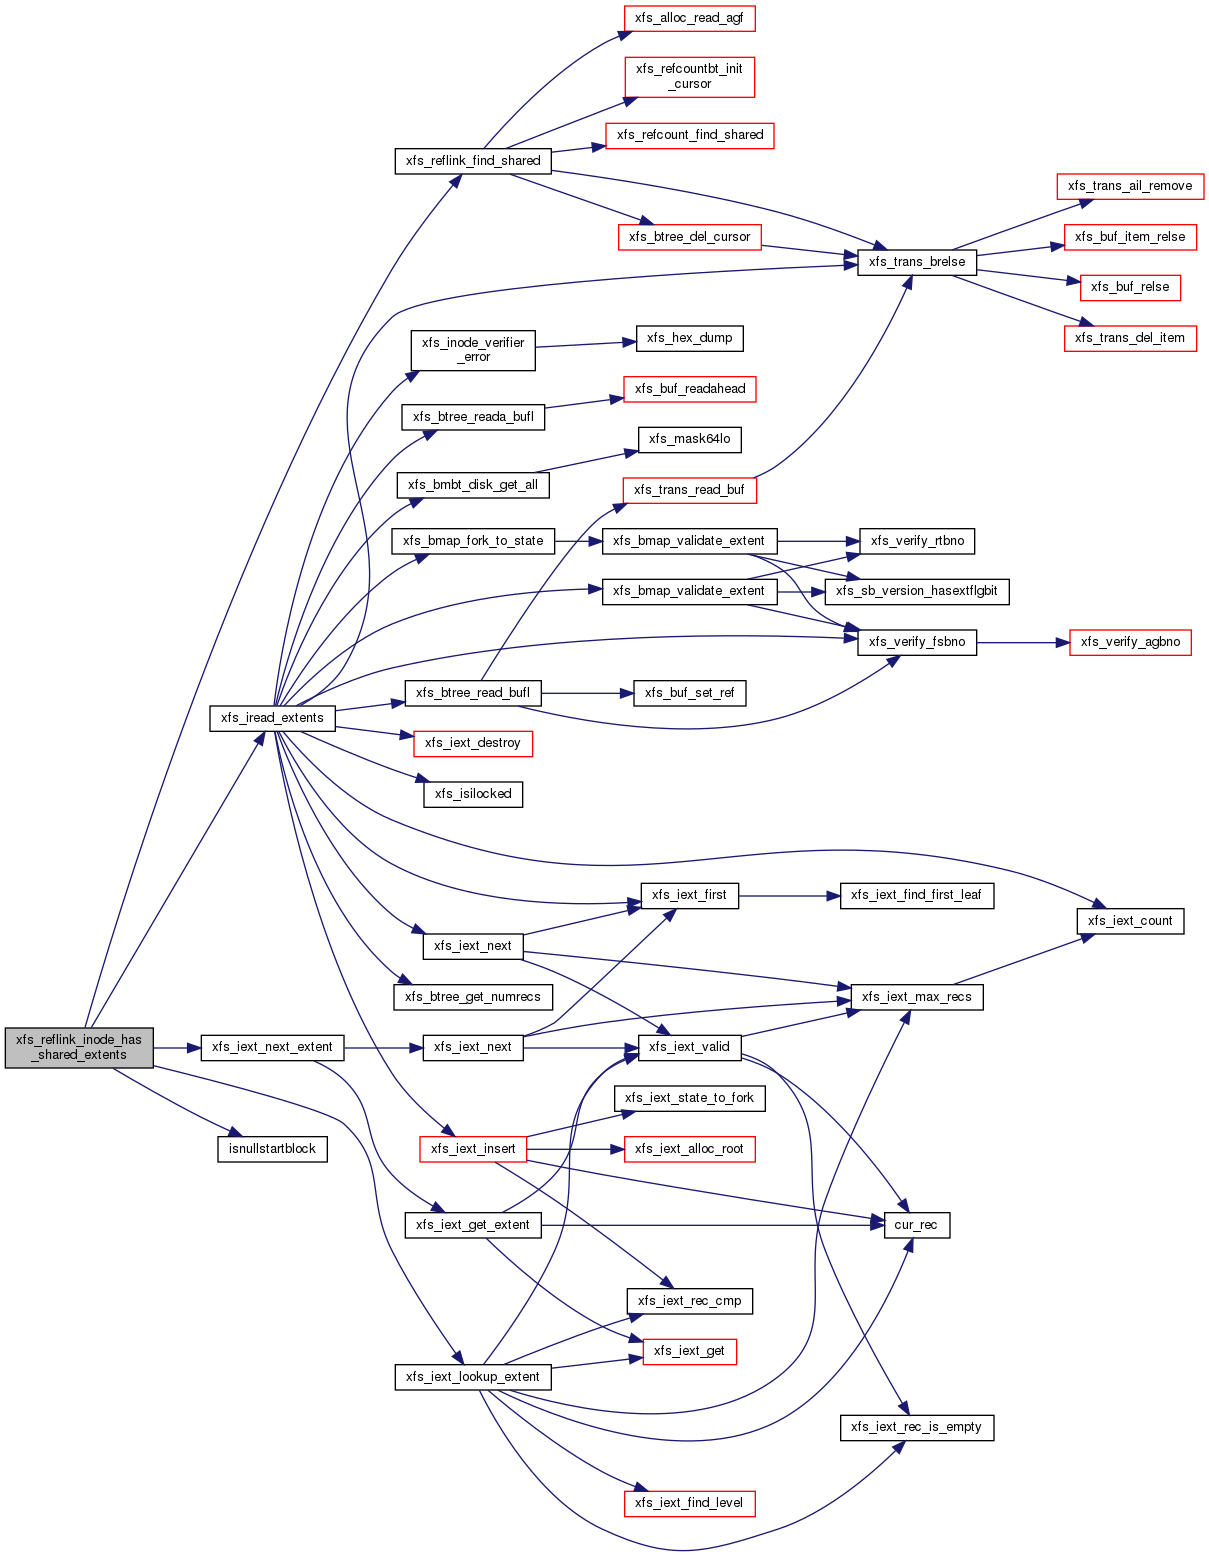 xfs_alloc_read_agf
xfs_refcountbt_init
_cursor
xfs_refcount_find_shared
xfs_reflink_find_shared
xfs_trans_ail_remove
xfs_btree_del_cursor
xfs_buf_item_relse
xfs_trans_brelse
xfs_buf_relse
xfs_inode_verifier
_error
xfs_hex_dump
xfs_trans_del_item
xfs_buf_readahead
xfs_btree_reada_bufl
xfs_mask64lo
xfs_bmbt_disk_get_all
xfs_trans_read_buf
xfs_bmap_fork_to_state
xfs_bmap_validate_extent
xfs_verify_rtbno
xfs_bmap_validate_extent
xfs_sb_version_hasextflgbit
xfs_verify_fsbno
xfs_verify_agbno
xfs_btree_read_bufl
xfs_buf_set_ref
xfs_iread_extents
xfs_iext_destroy
xfs_isilocked
xfs_iext_first
xfs_iext_find_first_leaf
xfs_iext_count
xfs_iext_next
xfs_btree_get_numrecs
xfs_iext_max_recs
xfs_reflink_inode_has
_shared_extents
xfs_iext_next_extent
xfs_iext_next
xfs_iext_valid
xfs_iext_state_to_fork
isnullstartblock
xfs_iext_insert
xfs_iext_alloc_root
xfs_iext_get_extent
cur_rec
xfs_iext_rec_cmp
xfs_iext_get
xfs_iext_lookup_extent
xfs_iext_rec_is_empty
xfs_iext_find_level